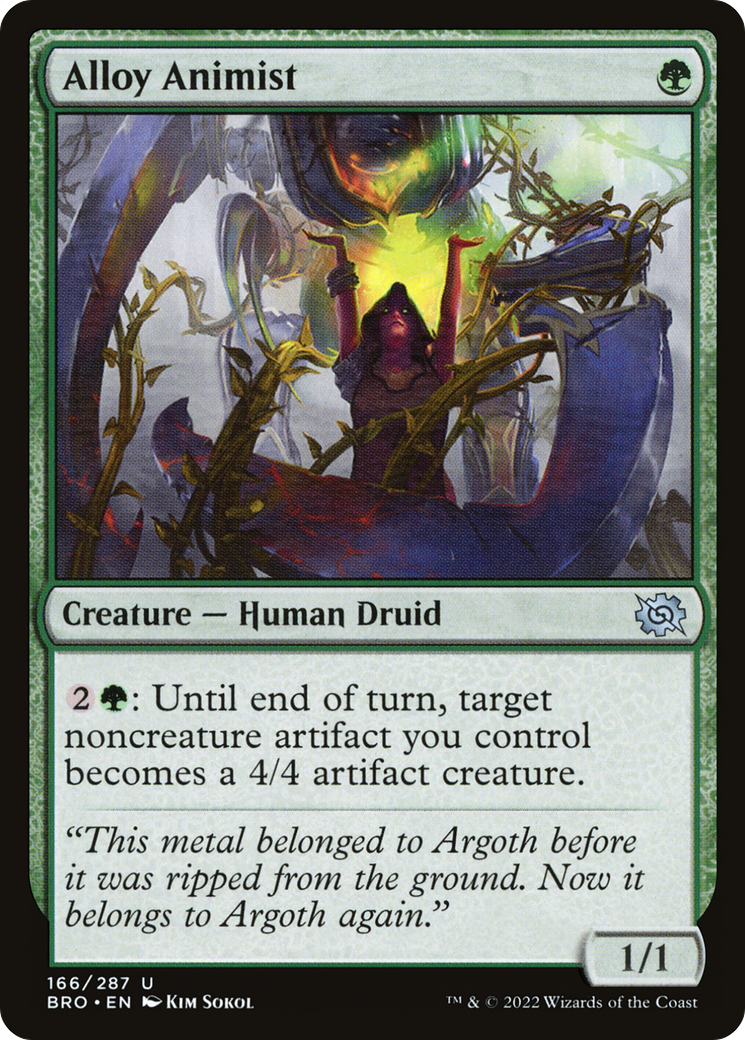 Alloy Animist
Creature — Human Druid
2 : Until end of turn, target
noncreature artifact you control
becomes a 4/4 artifact creature.
“This metal belonged to Argoth before
it was ripped from the ground. Now it
belongs to Argoth again.”
1/1
166/287 U
BRO • EN Kim Sokol
™ & © 2022 Wizards of the Coast